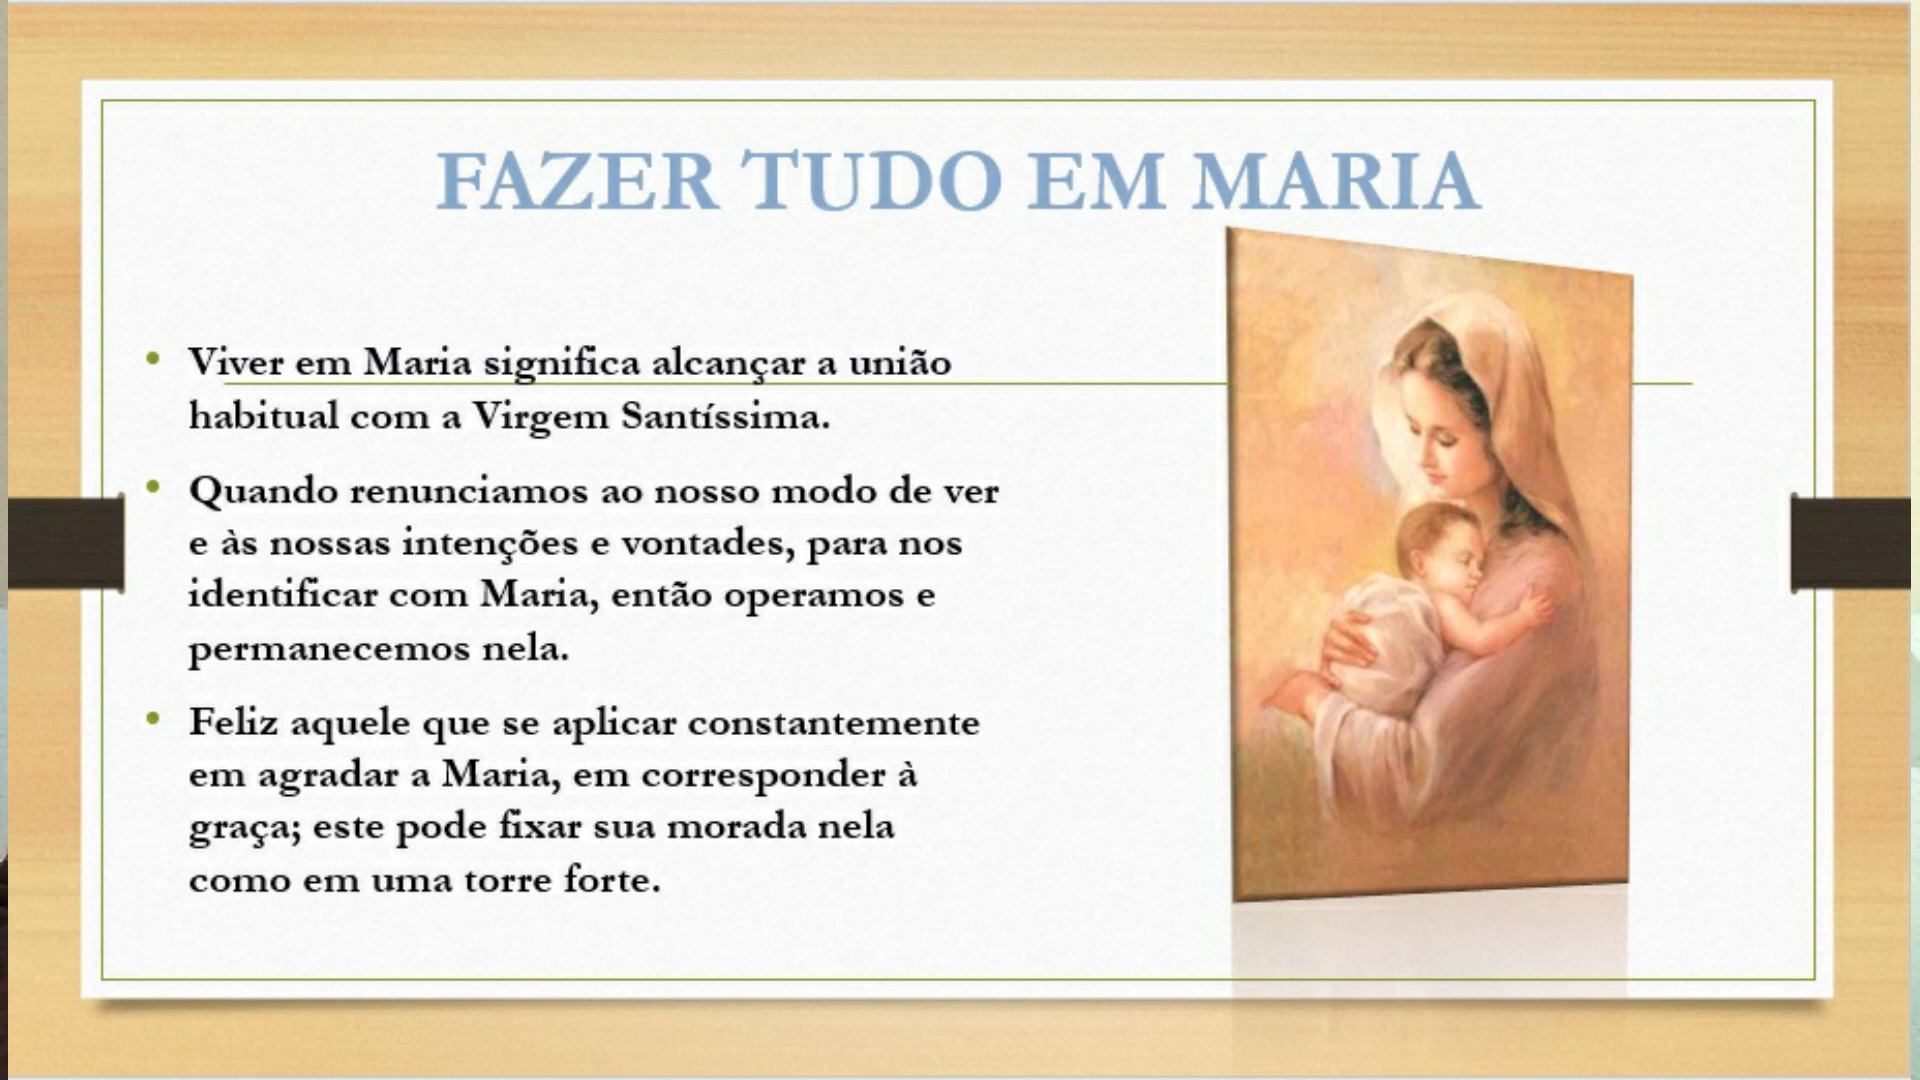 FAZER TUDO EM MARIA
• Viver em Maria significa alcançar a união
habitual com a Virgem Santíssima.
• Quando renunciamos ao nosso modo de ver
e às nossas intenções e vontades, para nos
identificar com Maria, então operamos e
permanecemos nela.
• Feliz aquele que se aplicar constantemente
em agradar a Maria, em corresponder à
graça; este pode fixar sua morada nela
como em uma torre forte.